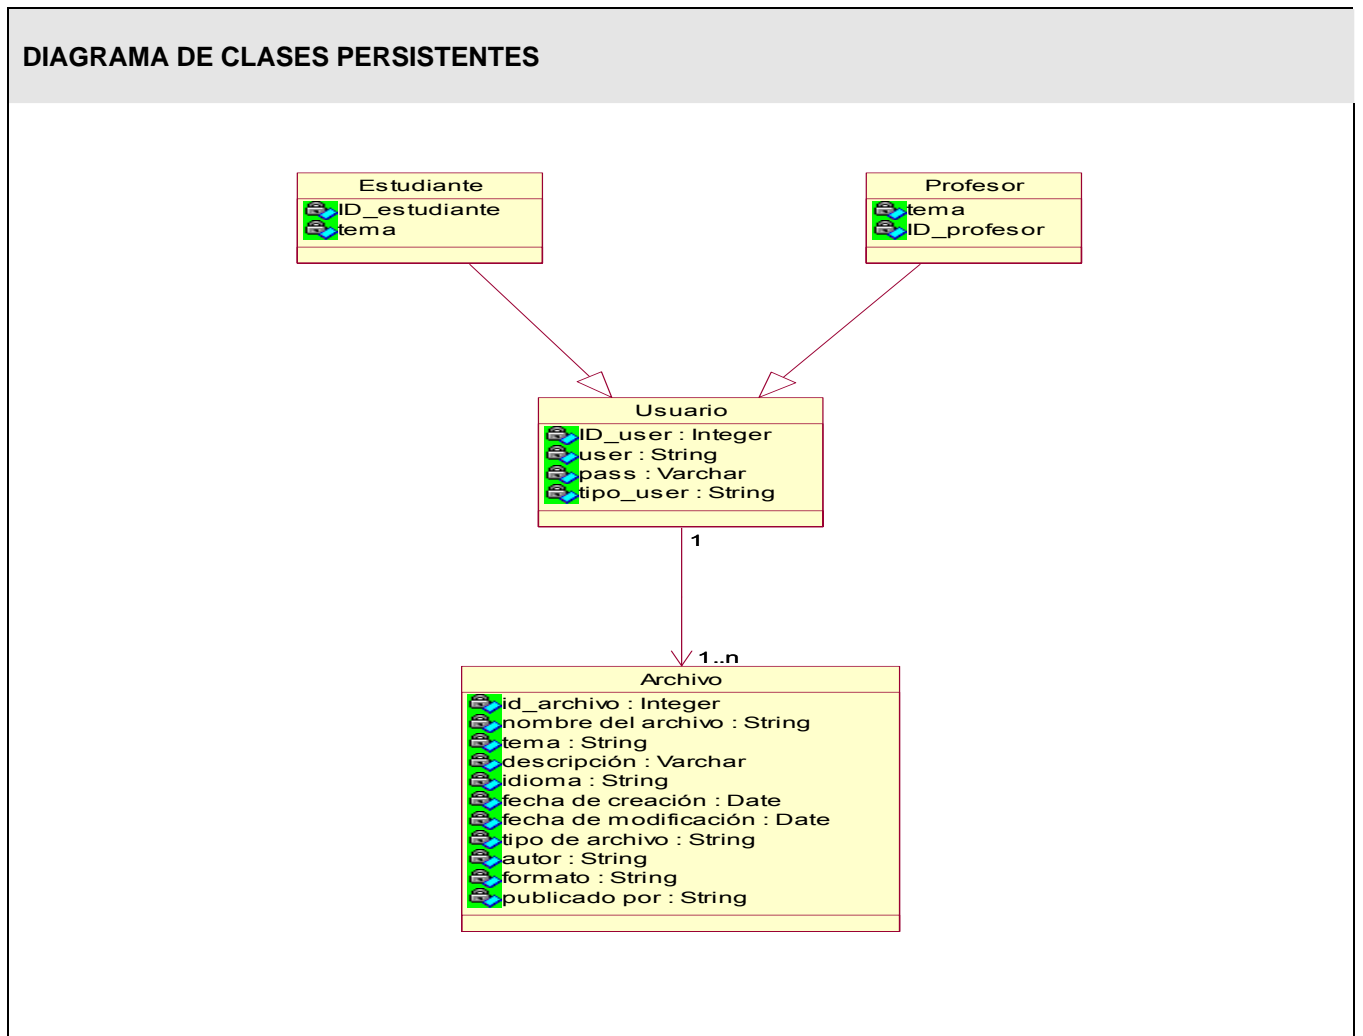 DIAGRAMA DE CLASES PERSISTENTES
Estudiante
ID_estudiante
tema
Profesor
tema
ID_profesor
Usuario
ID_user : Integer
user : String
pass : Varchar
tipo_user : String
1
1..n
Archivo
id_archivo : Integer
nombre del archivo : String
tema : String
descripción : Varchar
idioma : String
fecha de creación : Date
fecha de modificación : Date
tipo de archivo : String
autor : String
formato : String
publicado por : String